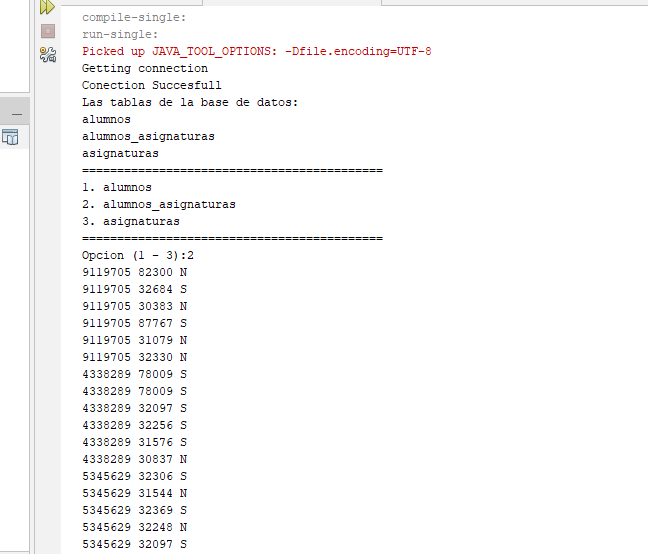 compile-single:
run-single:
Picked up JAVA_TOOL_OPTIONS: -Dfile.encoding=UTF-8
Getting connection
Conection Succesfull
Las tablas de la base de datos:
alumnos
alumnos_asignaturas
asignaturas
===========================================
1. alumnos
2. alumnos_asignaturas
3. asignaturas
===========================================
Opcion (1 - 3):2
9119705 82300 N
9119705 32684 S
9119705 30383 N
9119705 87767 S
9119705 31079 N
9119705 32330 N
4338289 78009 S
4338289 78009 S
4338289 32097 S
4338289 32256 S
4338289 31576 S
4338289 30837 N
5345629 32306 S
5345629 31544 N
5345629 32369 S
5345629 32248 N
5345629 32097 S